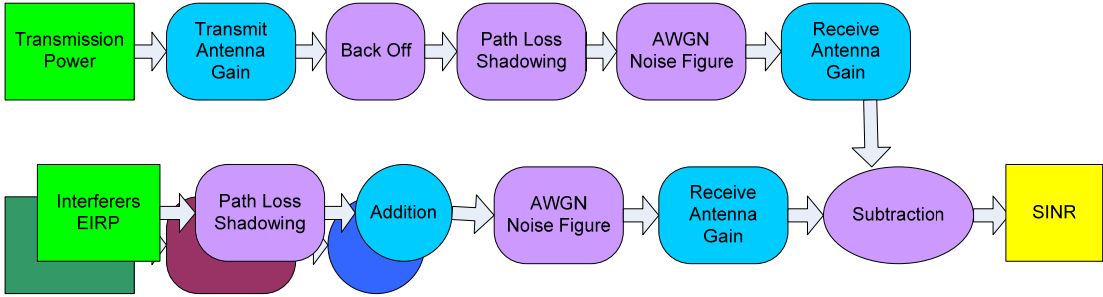 Transmission
Power
Transmit
Antenna
Gain
Back Off
Path Loss
Shadowing
AWGN
Noise Figure
Receive
Antenna
Gain
Interferers
EIRP
Path Loss
Shadowing
Addition
AWGN
Noise Figure
Receive
Antenna
Gain
Subtraction
SINR